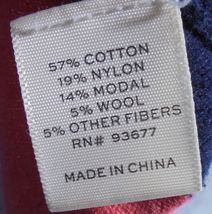 57% COTTON
19% NYLON
14% MODAL
5% WOOL
5% OTHER FIBERS
RN# 93677
MADE IN CHINA